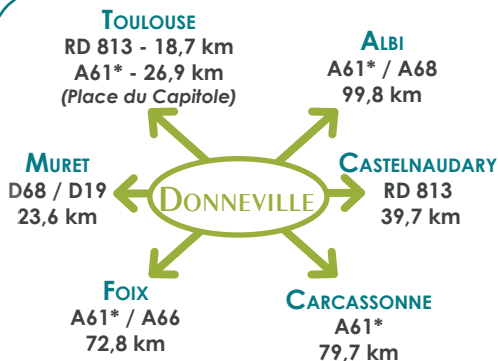 Toulouse
RD 813 - 18,7 km
A61* - 26,9 km
(Place du Capitole)
Albi
A61* / A68
99,8 km
Muret
D68 / D19
23,6 km
Donneville
Castelnaudary
RD 813
39,7 km
Foix
A61* / A66
72,8 km
Carcassonne
A61*
79,7 km